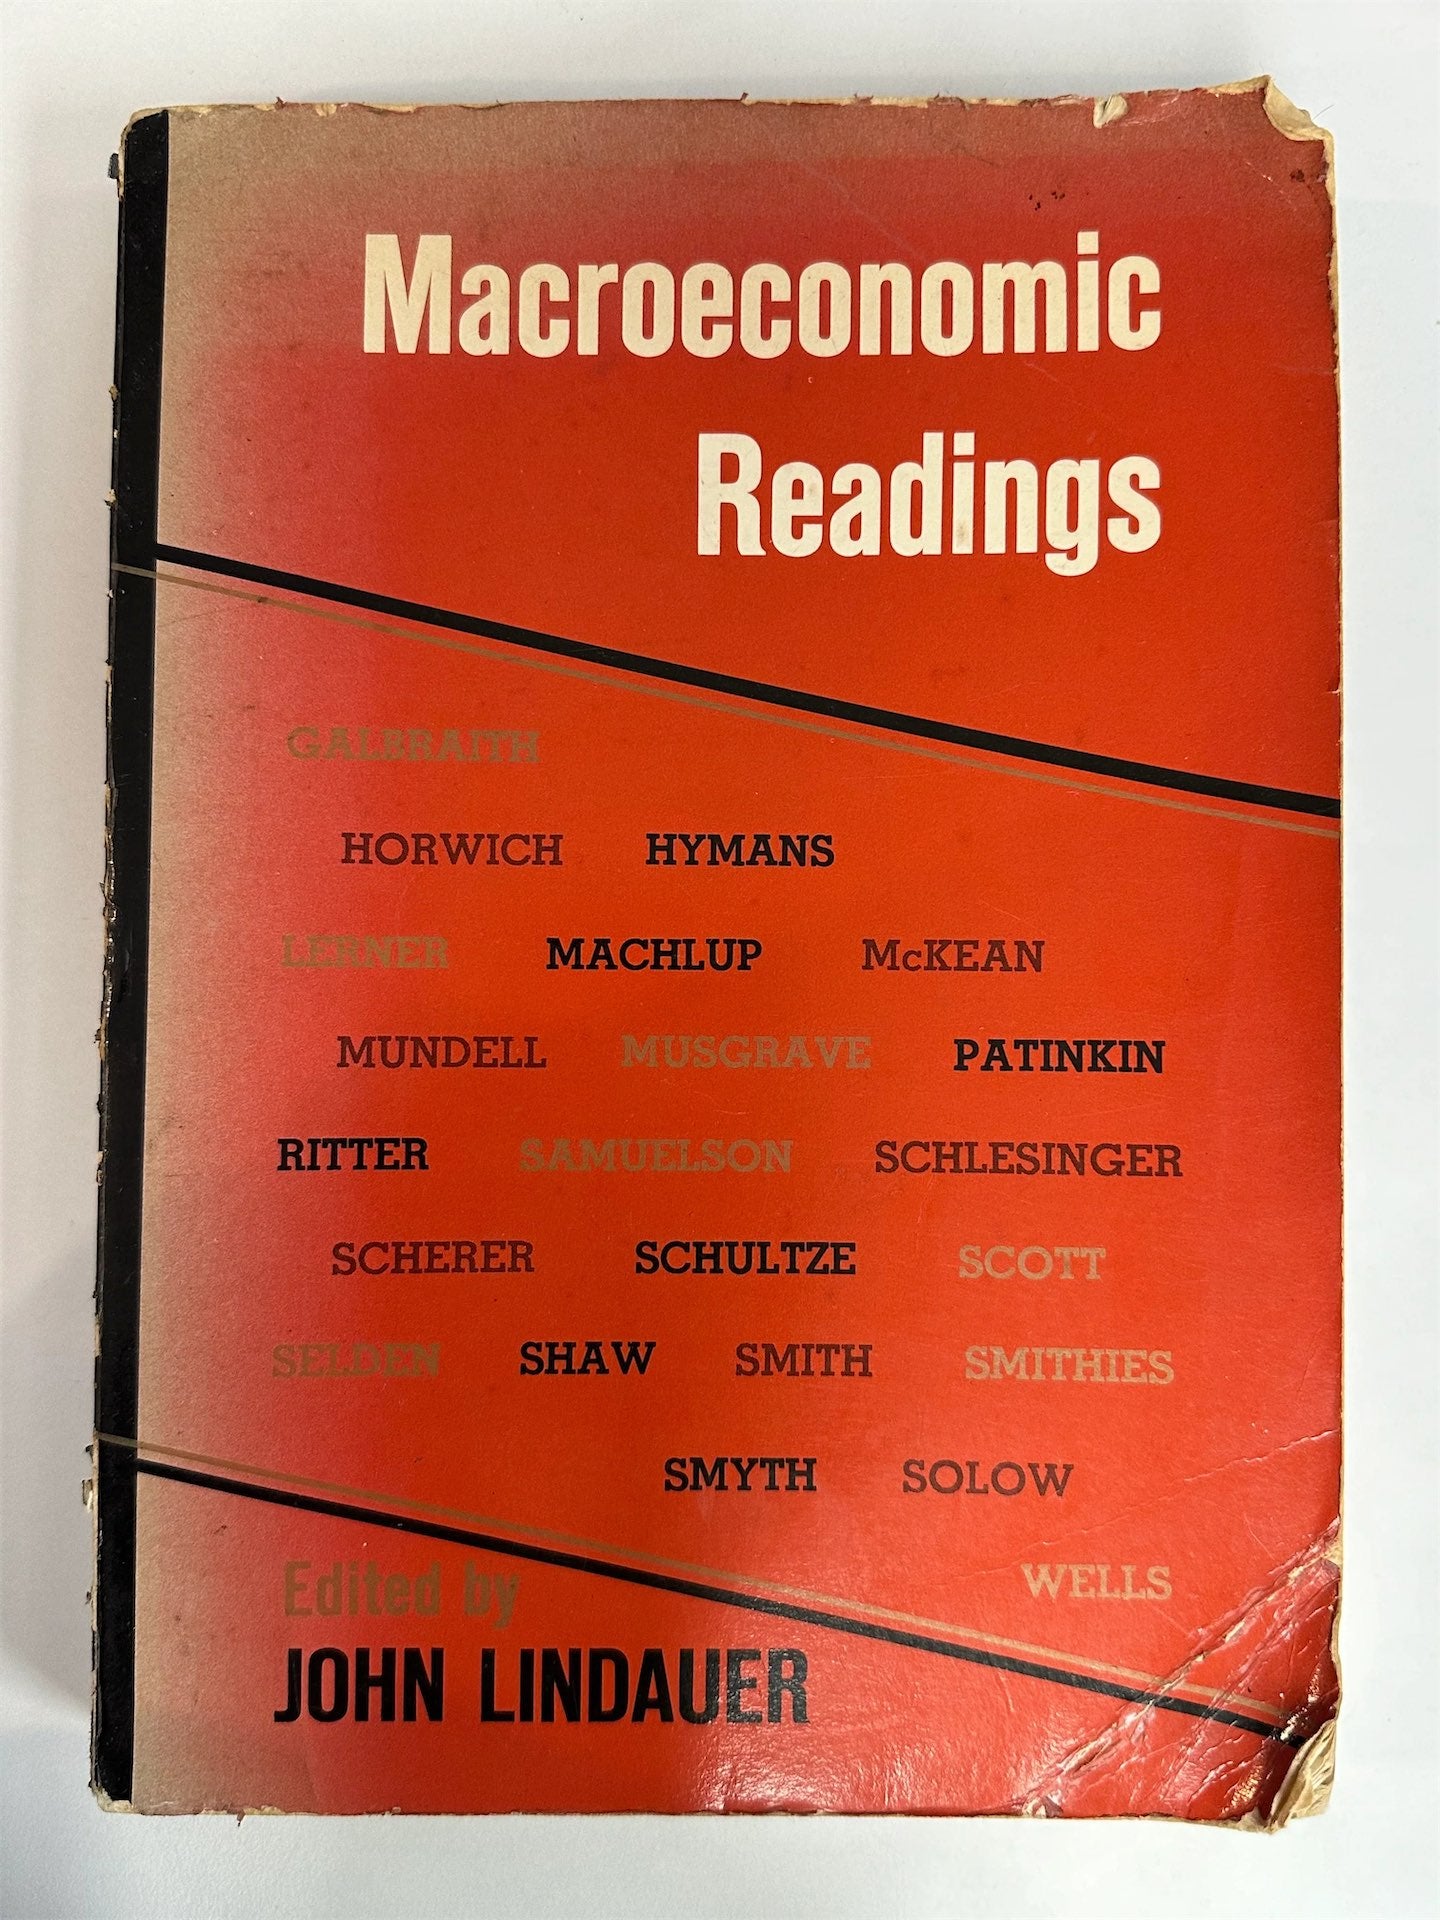 Macroeconomic
Readings
GALBRAITH
HORWICH HYMANS
LERNER MACHLUP McKEAN
MUNDELL MUSGRAVE PATINKIN
RITTER SAMUELSON SCHLESINGER
SCHERER SCHULTZE SCOTT
SELDEN SHAW SMITH SMITHIES
SMYTH SOLOW
WELLS
Edited by
JOHN LINDAUER